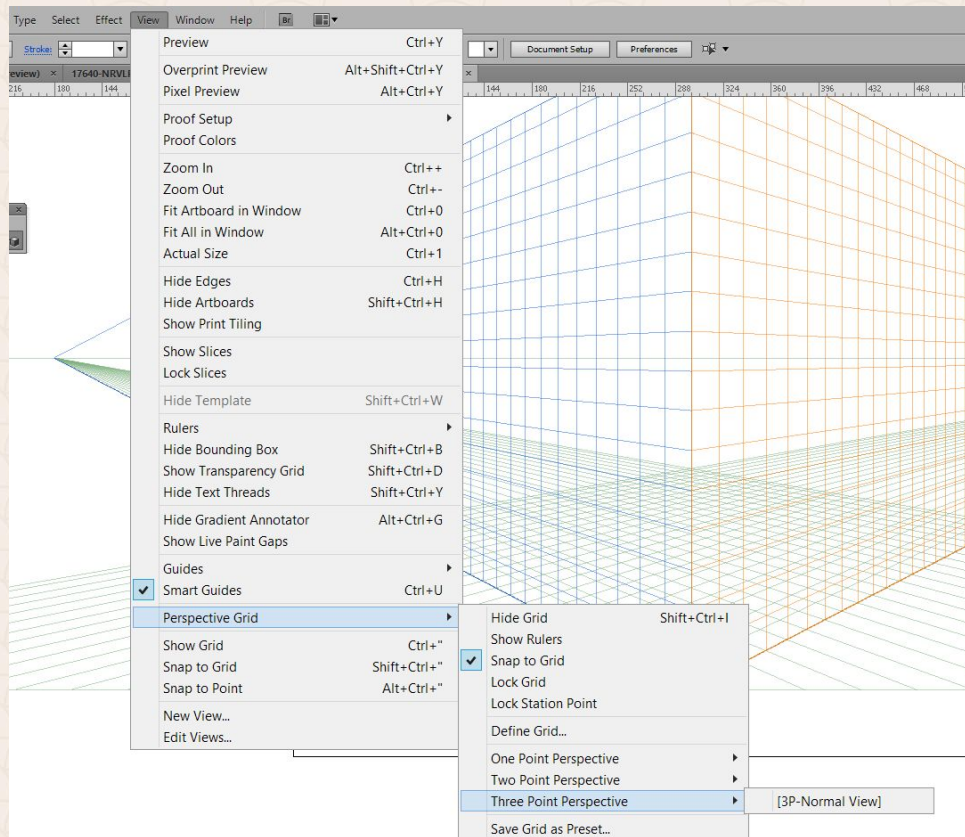 Type Select Effect View Window Help Br
Stroke: Document Setup Preferences
eview) × 17640-NRVLF ×
216 180 144 144 180 216 252 288 324 360 396 432 468
Preview Ctrl+Y
Overprint Preview Alt+Shift+Ctrl+Y
Pixel Preview Alt+Ctrl+Y
Proof Setup
Proof Colors
Zoom In Ctrl++
Zoom Out Ctrl+-
Fit Artboard in Window Ctrl+0
Fit All in Window Alt+Ctrl+0
Actual Size Ctrl+1
Hide Edges Ctrl+H
Hide Artboards Shift+Ctrl+H
Show Print Tiling
Show Slices
Lock Slices
Hide Template Shift+Ctrl+W
Rulers
Hide Bounding Box Shift+Ctrl+B
Show Transparency Grid Shift+Ctrl+D
Hide Text Threads Shift+Ctrl+Y
Hide Gradient Annotator Alt+Ctrl+G
Show Live Paint Gaps
Guides
Smart Guides Ctrl+U
Perspective Grid
Show Grid Ctrl+"
Snap to Grid Shift+Ctrl+"
Snap to Point Alt+Ctrl+"
New View...
Edit Views...
Hide Grid Shift+Ctrl+I
Show Rulers
Snap to Grid
Lock Grid
Lock Station Point
Define Grid...
One Point Perspective
Two Point Perspective
Three Point Perspective
[3P-Normal View]
Save Grid as Preset...